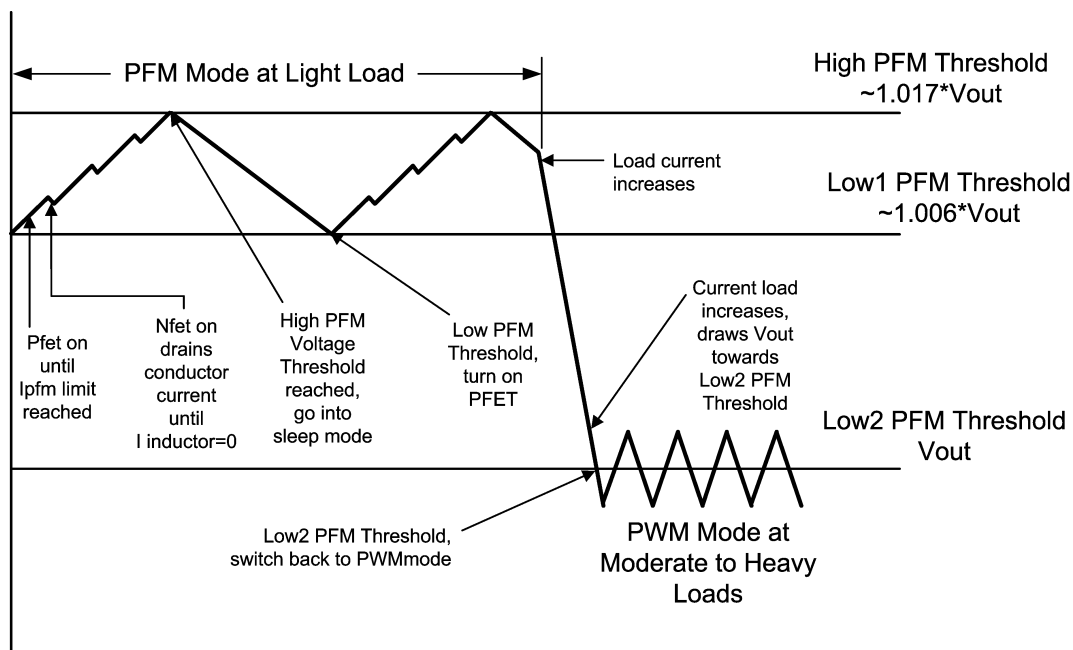 PFM Mode at Light Load
High PFM Threshold
~1.017*Vout
Load current
increases
Low1 PFM Threshold
~1.006*Vout
Pfet on
until
Ipfm limit
reached
Nfet on
drains
conductor
current
until
I inductor=0
High PFM
Voltage
Threshold
reached,
go into
sleep mode
Low PFM
Threshold,
turn on
PFET
Current load
increases,
draws Vout
towards
Low2 PFM
Threshold
Low2 PFM Threshold
Vout
Low2 PFM Threshold,
switch back to PWMmode
PWM Mode at
Moderate to Heavy
Loads